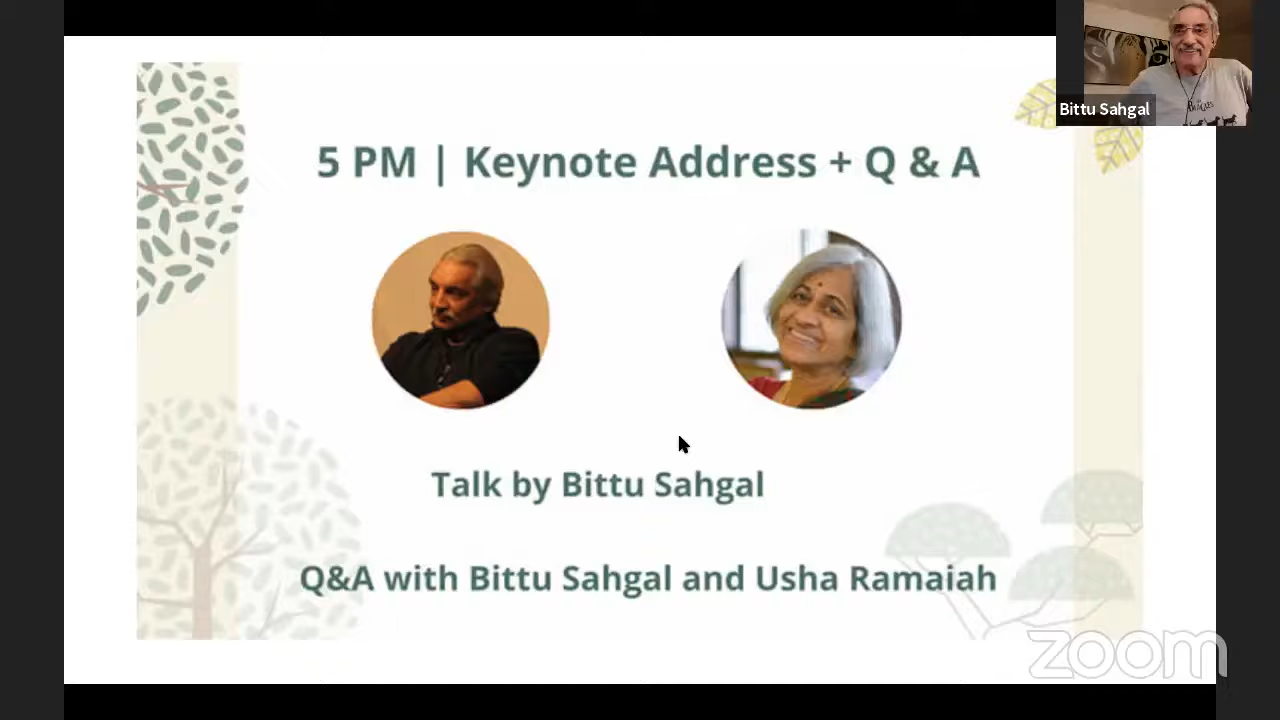 5 PM | Keynote Address + Q & A
Bittu Sahgal
Talk by Bittu Sahgal
Q&A with Bittu Sahgal and Usha Ramaiah
zoom